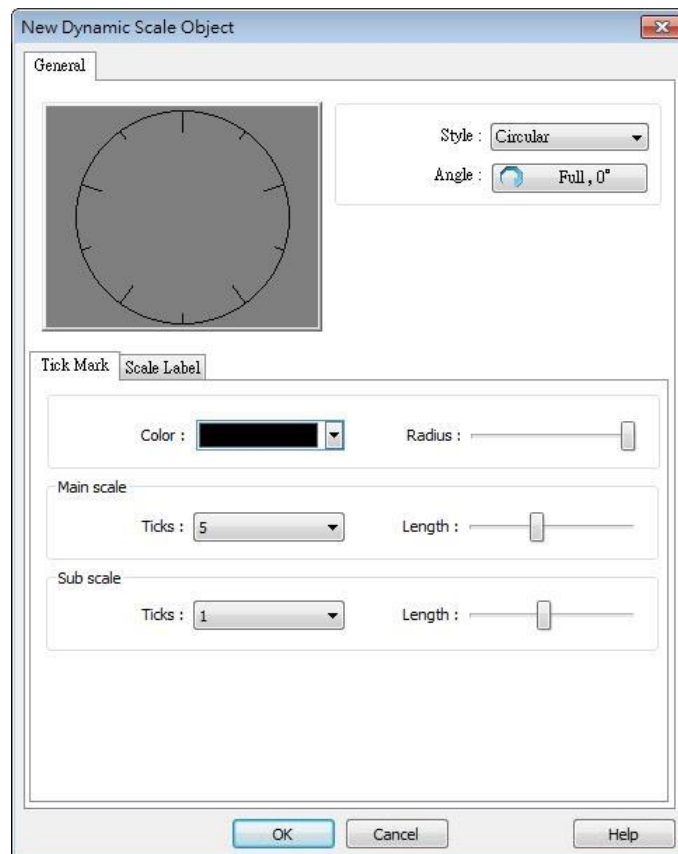 New Dynamic Scale Object
General
Style : Circular
Angle : Full , 0°
Tick Mark Scale Label
Color : Radius :
Main scale
Ticks : 5 Length :
Sub scale
Ticks : 1 Length :
OK Cancel Help